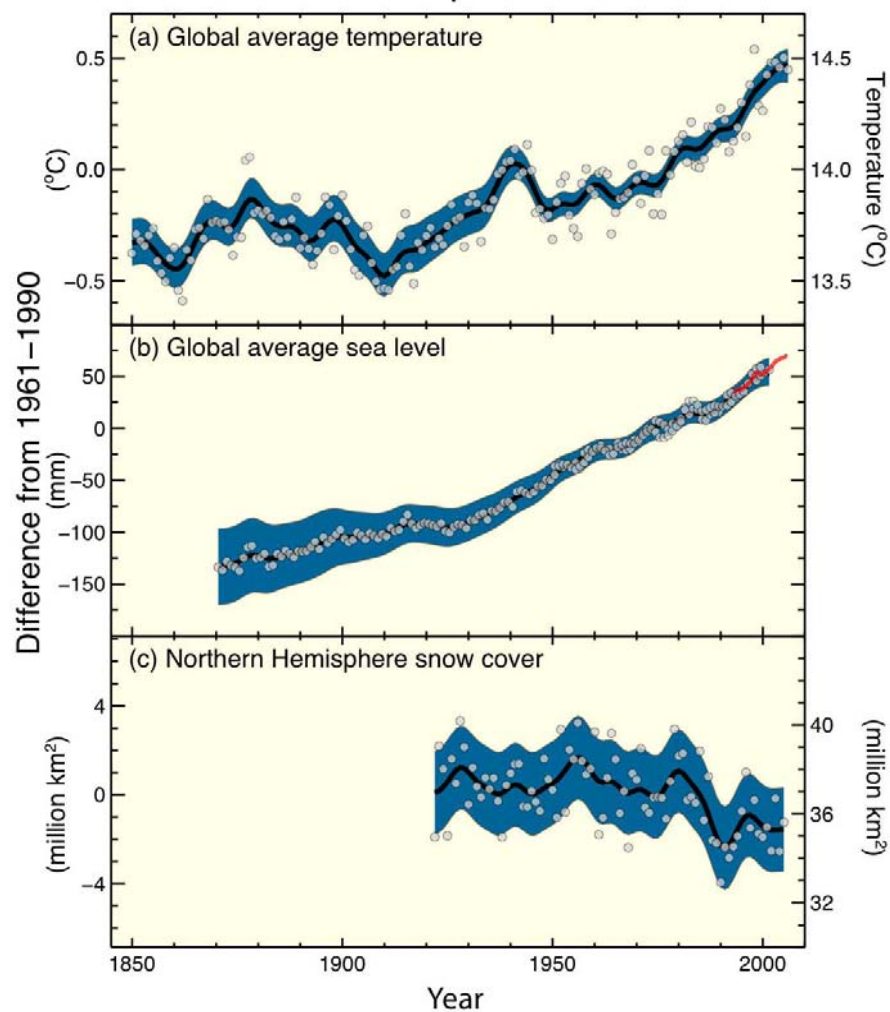 (a) Global average temperature
0.5
0.0
−0.5
(°C)
14.5
14.0
13.5
Temperature (°C)
Difference from 1961–1990
(b) Global average sea level
50
0
−50
−100
−150
(mm)
(c) Northern Hemisphere snow cover
4
0
−4
(million km²)
40
36
32
(million km²)
1850
1900
1950
2000
Year